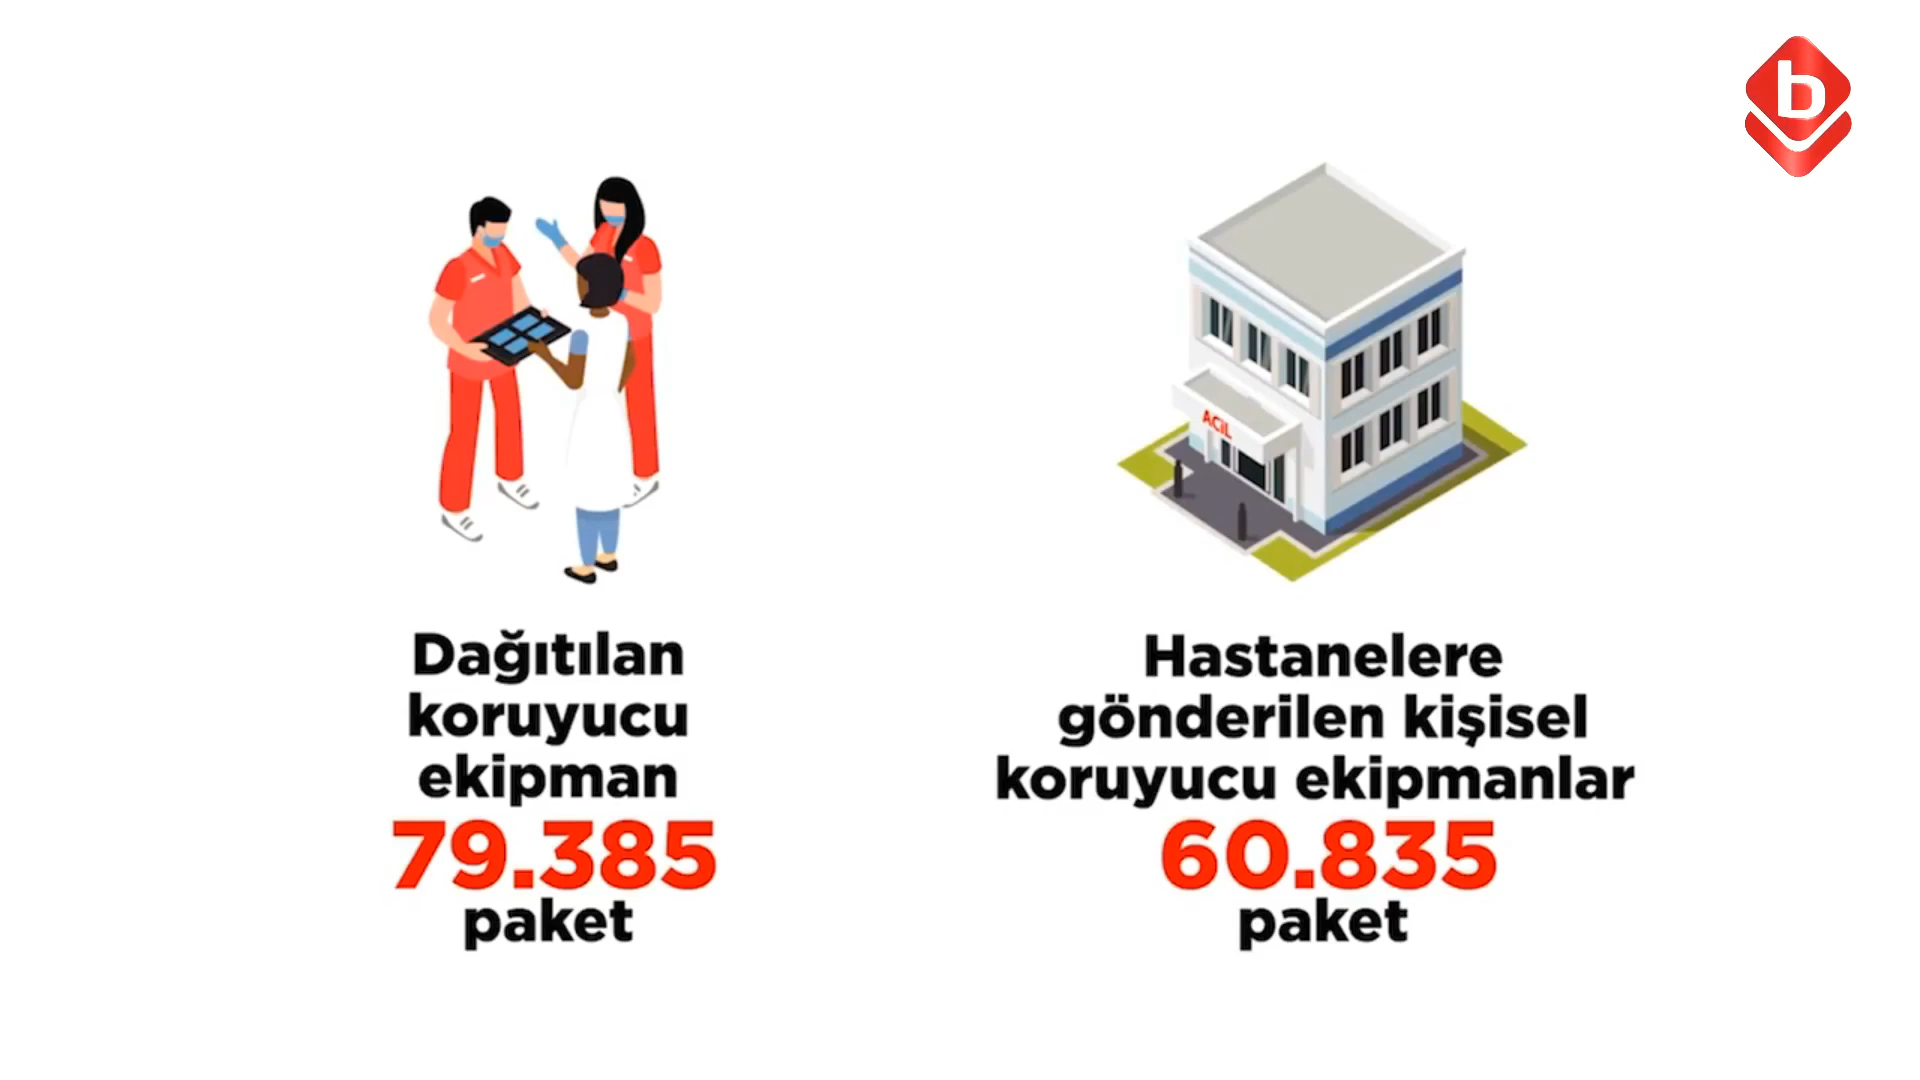 b
ACİL
Dağıtılan
koruyucu
ekipman
79.385
paket
Hastanelere
gönderilen kişisel
koruyucu ekipmanlar
60.835
paket